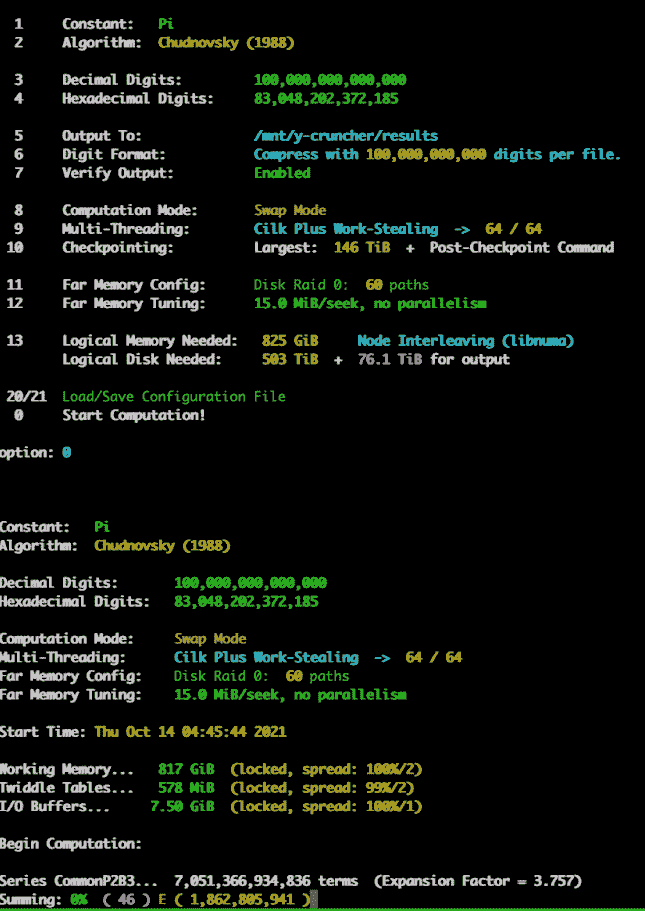 1 Constant: Pi
2 Algorithm: Chudnovsky (1988)
3 Decimal Digits: 100,000,000,000,000
4 Hexadecimal Digits: 83,048,202,372,185
5 Output To: /mnt/y-cruncher/results
6 Digit Format: Compress with 100,000,000,000 digits per file.
7 Verify Output: Enabled
8 Computation Mode: Swap Mode
9 Multi-Threading: Cilk Plus Work-Stealing -> 64 / 64
10 Checkpointing: Largest: 146 TiB + Post-Checkpoint Command
11 Far Memory Config: Disk Raid 0: 60 paths
12 Far Memory Tuning: 15.0 MiB/seek, no parallelism
13 Logical Memory Needed: 825 GiB Node Interleaving (libnuma)
Logical Disk Needed: 503 TiB + 76.1 TiB for output
20/21 Load/Save Configuration File
0 Start Computation!
option: 0
Constant: Pi
Algorithm: Chudnovsky (1988)
Decimal Digits: 100,000,000,000,000
Hexadecimal Digits: 83,048,202,372,185
Computation Mode: Swap Mode
Multi-Threading: Cilk Plus Work-Stealing -> 64 / 64
Far Memory Config: Disk Raid 0: 60 paths
Far Memory Tuning: 15.0 MiB/seek, no parallelism
Start Time: Thu Oct 14 04:45:44 2021
Working Memory... 817 GiB (locked, spread: 100%/2)
Twiddle Tables... 578 MiB (locked, spread: 99%/2)
I/O Buffers... 7.50 GiB (locked, spread: 100%/1)
Begin Computation:
Series CommonP2B3... 7,051,366,934,836 terms (Expansion Factor = 3.757)
Summing: 0% ( 46 ) E ( 1,862,805,941 )